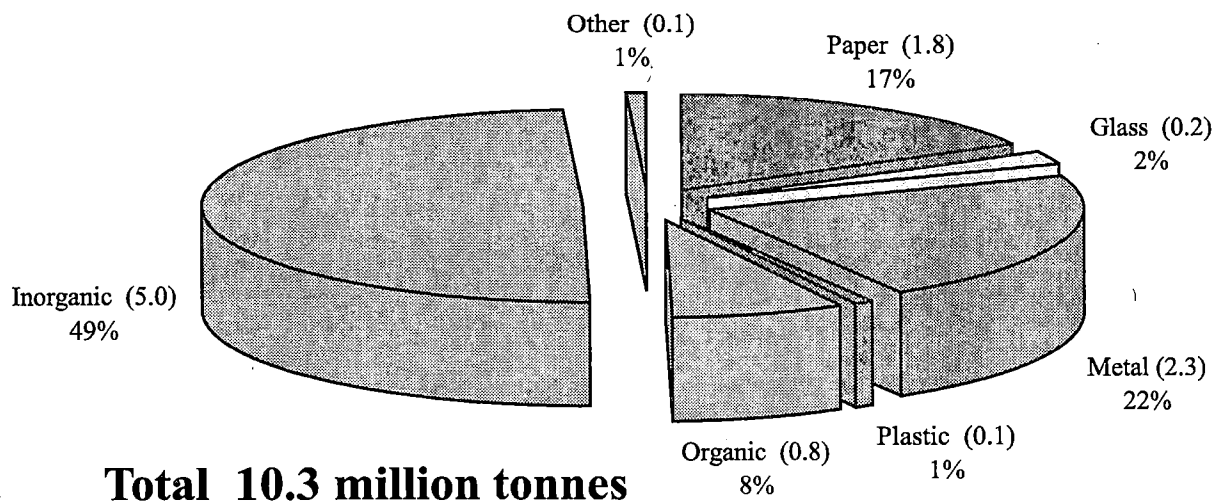 Other (0.1)
1%
Paper (1.8)
17%
Glass (0.2)
2%
Inorganic (5.0)
49%
Metal (2.3)
22%
Plastic (0.1)
1%
Organic (0.8)
8%
Total 10.3 million tonnes